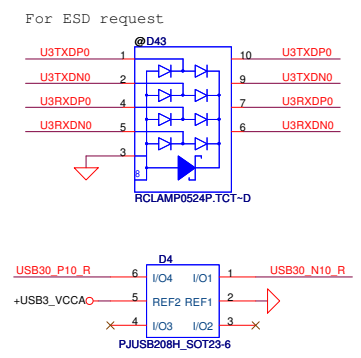 For ESD request
@D43
U3TXDP0 1 10 U3TXDP0
U3TXDN0 2 9 U3TXDN0
U3RXDP0 4 7 U3RXDP0
U3RXDN0 5 6 U3RXDN0
3
8
RCLAMP0524P.TCT~D
D4
USB30_P10_R 6 I/O4 I/O1 1 USB30_N10_R
+USB3_VCCA 5 REF2 REF1 2
4 I/O3 I/O2 3
PJUSB208H_SOT23-6